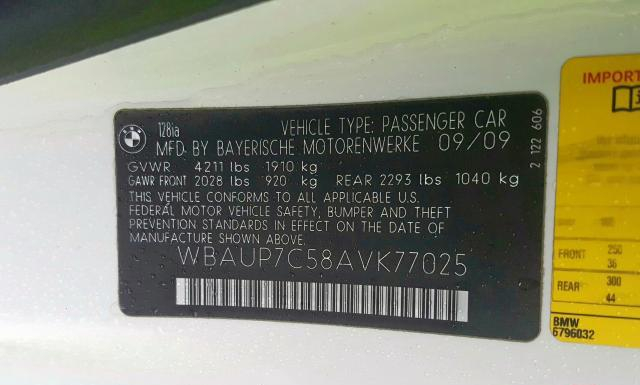 BMW
128ia
VEHICLE TYPE: PASSENGER CAR
MFD BY BAYERISCHE MOTORENWERKE 09/09
GVWR 4211 lbs 1910 kg
GAWR FRONT 2028 lbs 920 kg REAR 2293 lbs 1040 kg
THIS VEHICLE CONFORMS TO ALL APPLICABLE U.S.
FEDERAL MOTOR VEHICLE SAFETY, BUMPER AND THEFT
PREVENTION STANDARDS IN EFFECT ON THE DATE
OF MANUFACTURE SHOWN ABOVE.
WBAUP7C58AVK77025
2 122 606
IMPORT
FRONT 250
36
REAR 300
44
BMW
6796032